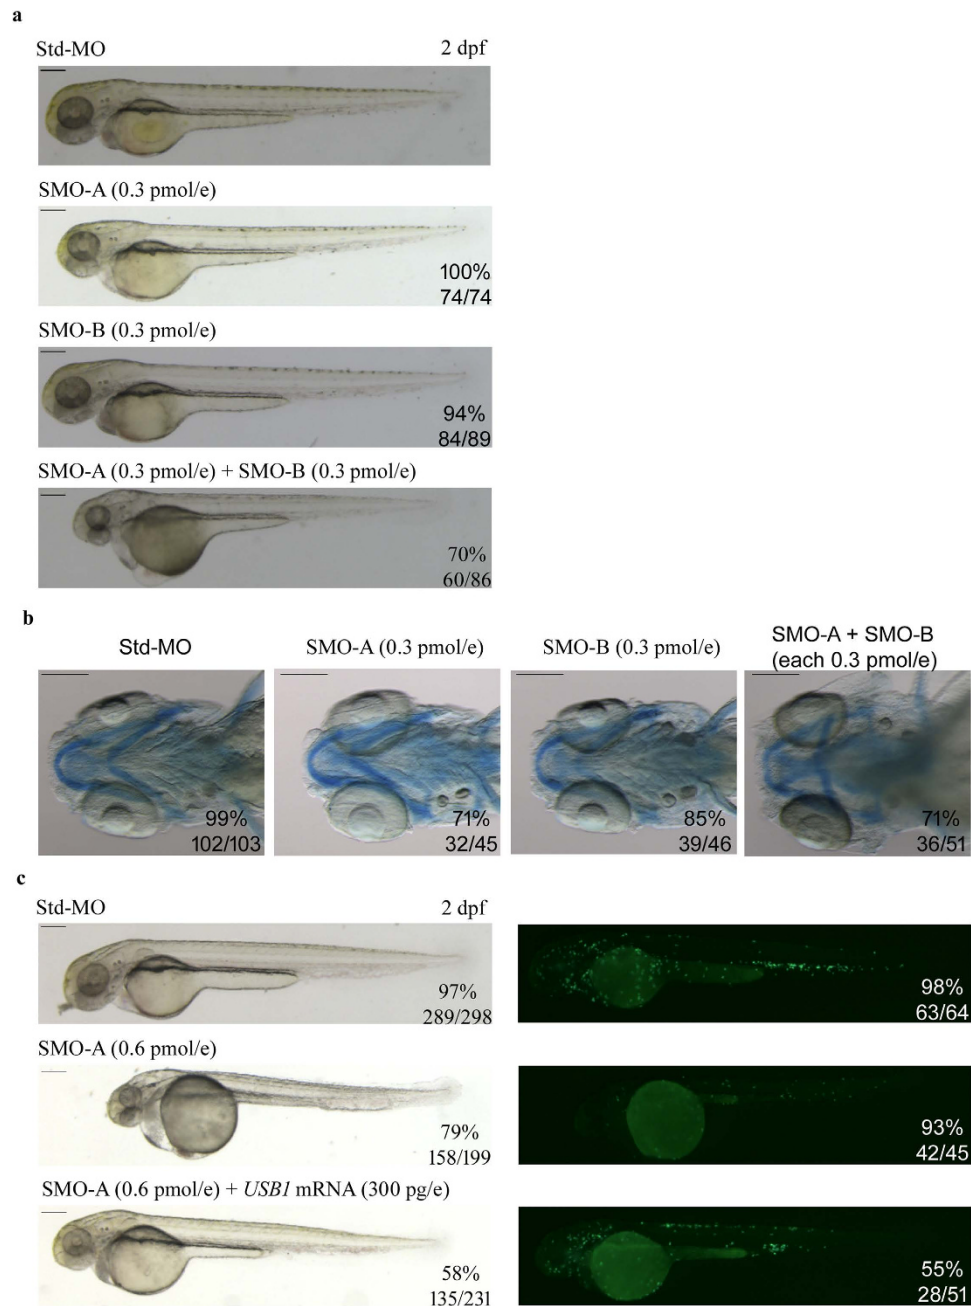 a
Std-MO 2 dpf
SMO-A (0.3 pmol/e)
100%
74/74
SMO-B (0.3 pmol/e)
94%
84/89
SMO-A (0.3 pmol/e) + SMO-B (0.3 pmol/e)
70%
60/86
b
Std-MO
99%
102/103
SMO-A (0.3 pmol/e)
71%
32/45
SMO-B (0.3 pmol/e)
85%
39/46
SMO-A + SMO-B
(each 0.3 pmol/e)
71%
36/51
c
Std-MO 2 dpf
97%
289/298
98%
63/64
SMO-A (0.6 pmol/e)
79%
158/199
93%
42/45
SMO-A (0.6 pmol/e) + USB1 mRNA (300 pg/e)
58%
135/231
55%
28/51